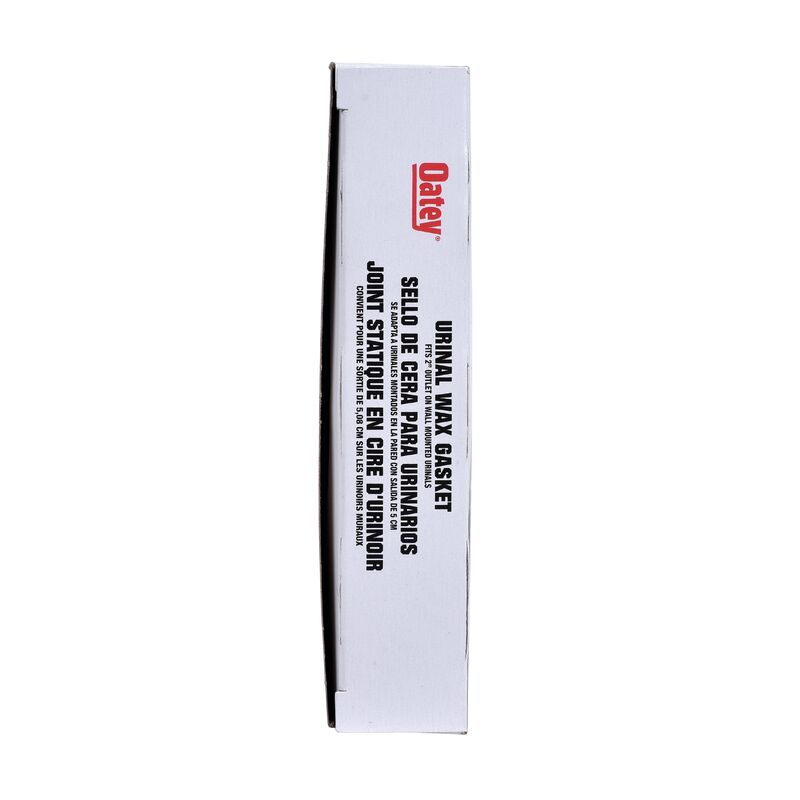 Oatey®
URINAL WAX GASKET
FITS 2" OUTLET ON WALL MOUNTED URINALS
SELLO DE CERA PARA URINARIOS
SE ADAPTA A URINALES MONTADOS EN LA PARED CON SALIDA DE 5 CM
JOINT STATIQUE EN CIRE D'URINOIR
CONVIENT POUR UNE SORTIE DE 5,08 CM SUR LES URINOIRS MURAUX